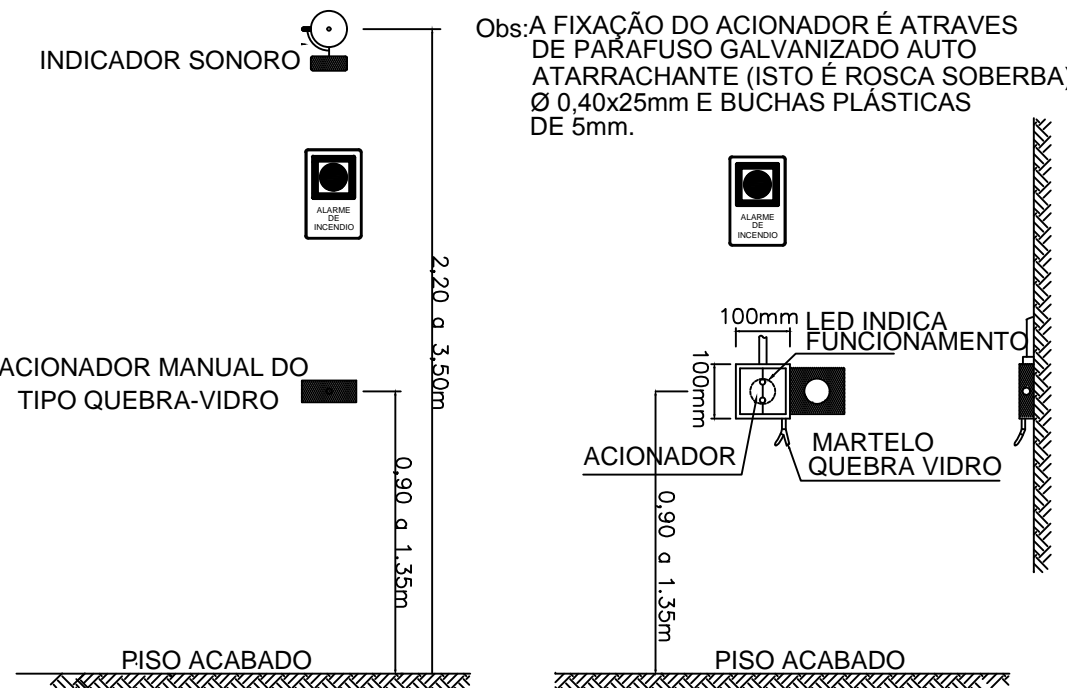 INDICADOR SONORO
ALARME
DE
INCENDIO
2,20 a 3,50m
ACIONADOR MANUAL DO
TIPO QUEBRA-VIDRO
0,90 a 1.35m
PISO ACABADO
Obs:A FIXAÇÃO DO ACIONADOR É ATRAVES
DE PARAFUSO GALVANIZADO AUTO
ATARRACHANTE (ISTO É ROSCA SOBERBA)
Ø 0,40x25mm E BUCHAS PLÁSTICAS
DE 5mm.
ALARME
DE
INCENDIO
100mm
LED INDICA
FUNCIONAMENTO
100mm
ACIONADOR
MARTELO
QUEBRA VIDRO
0,90 a 1.35m
PISO ACABADO